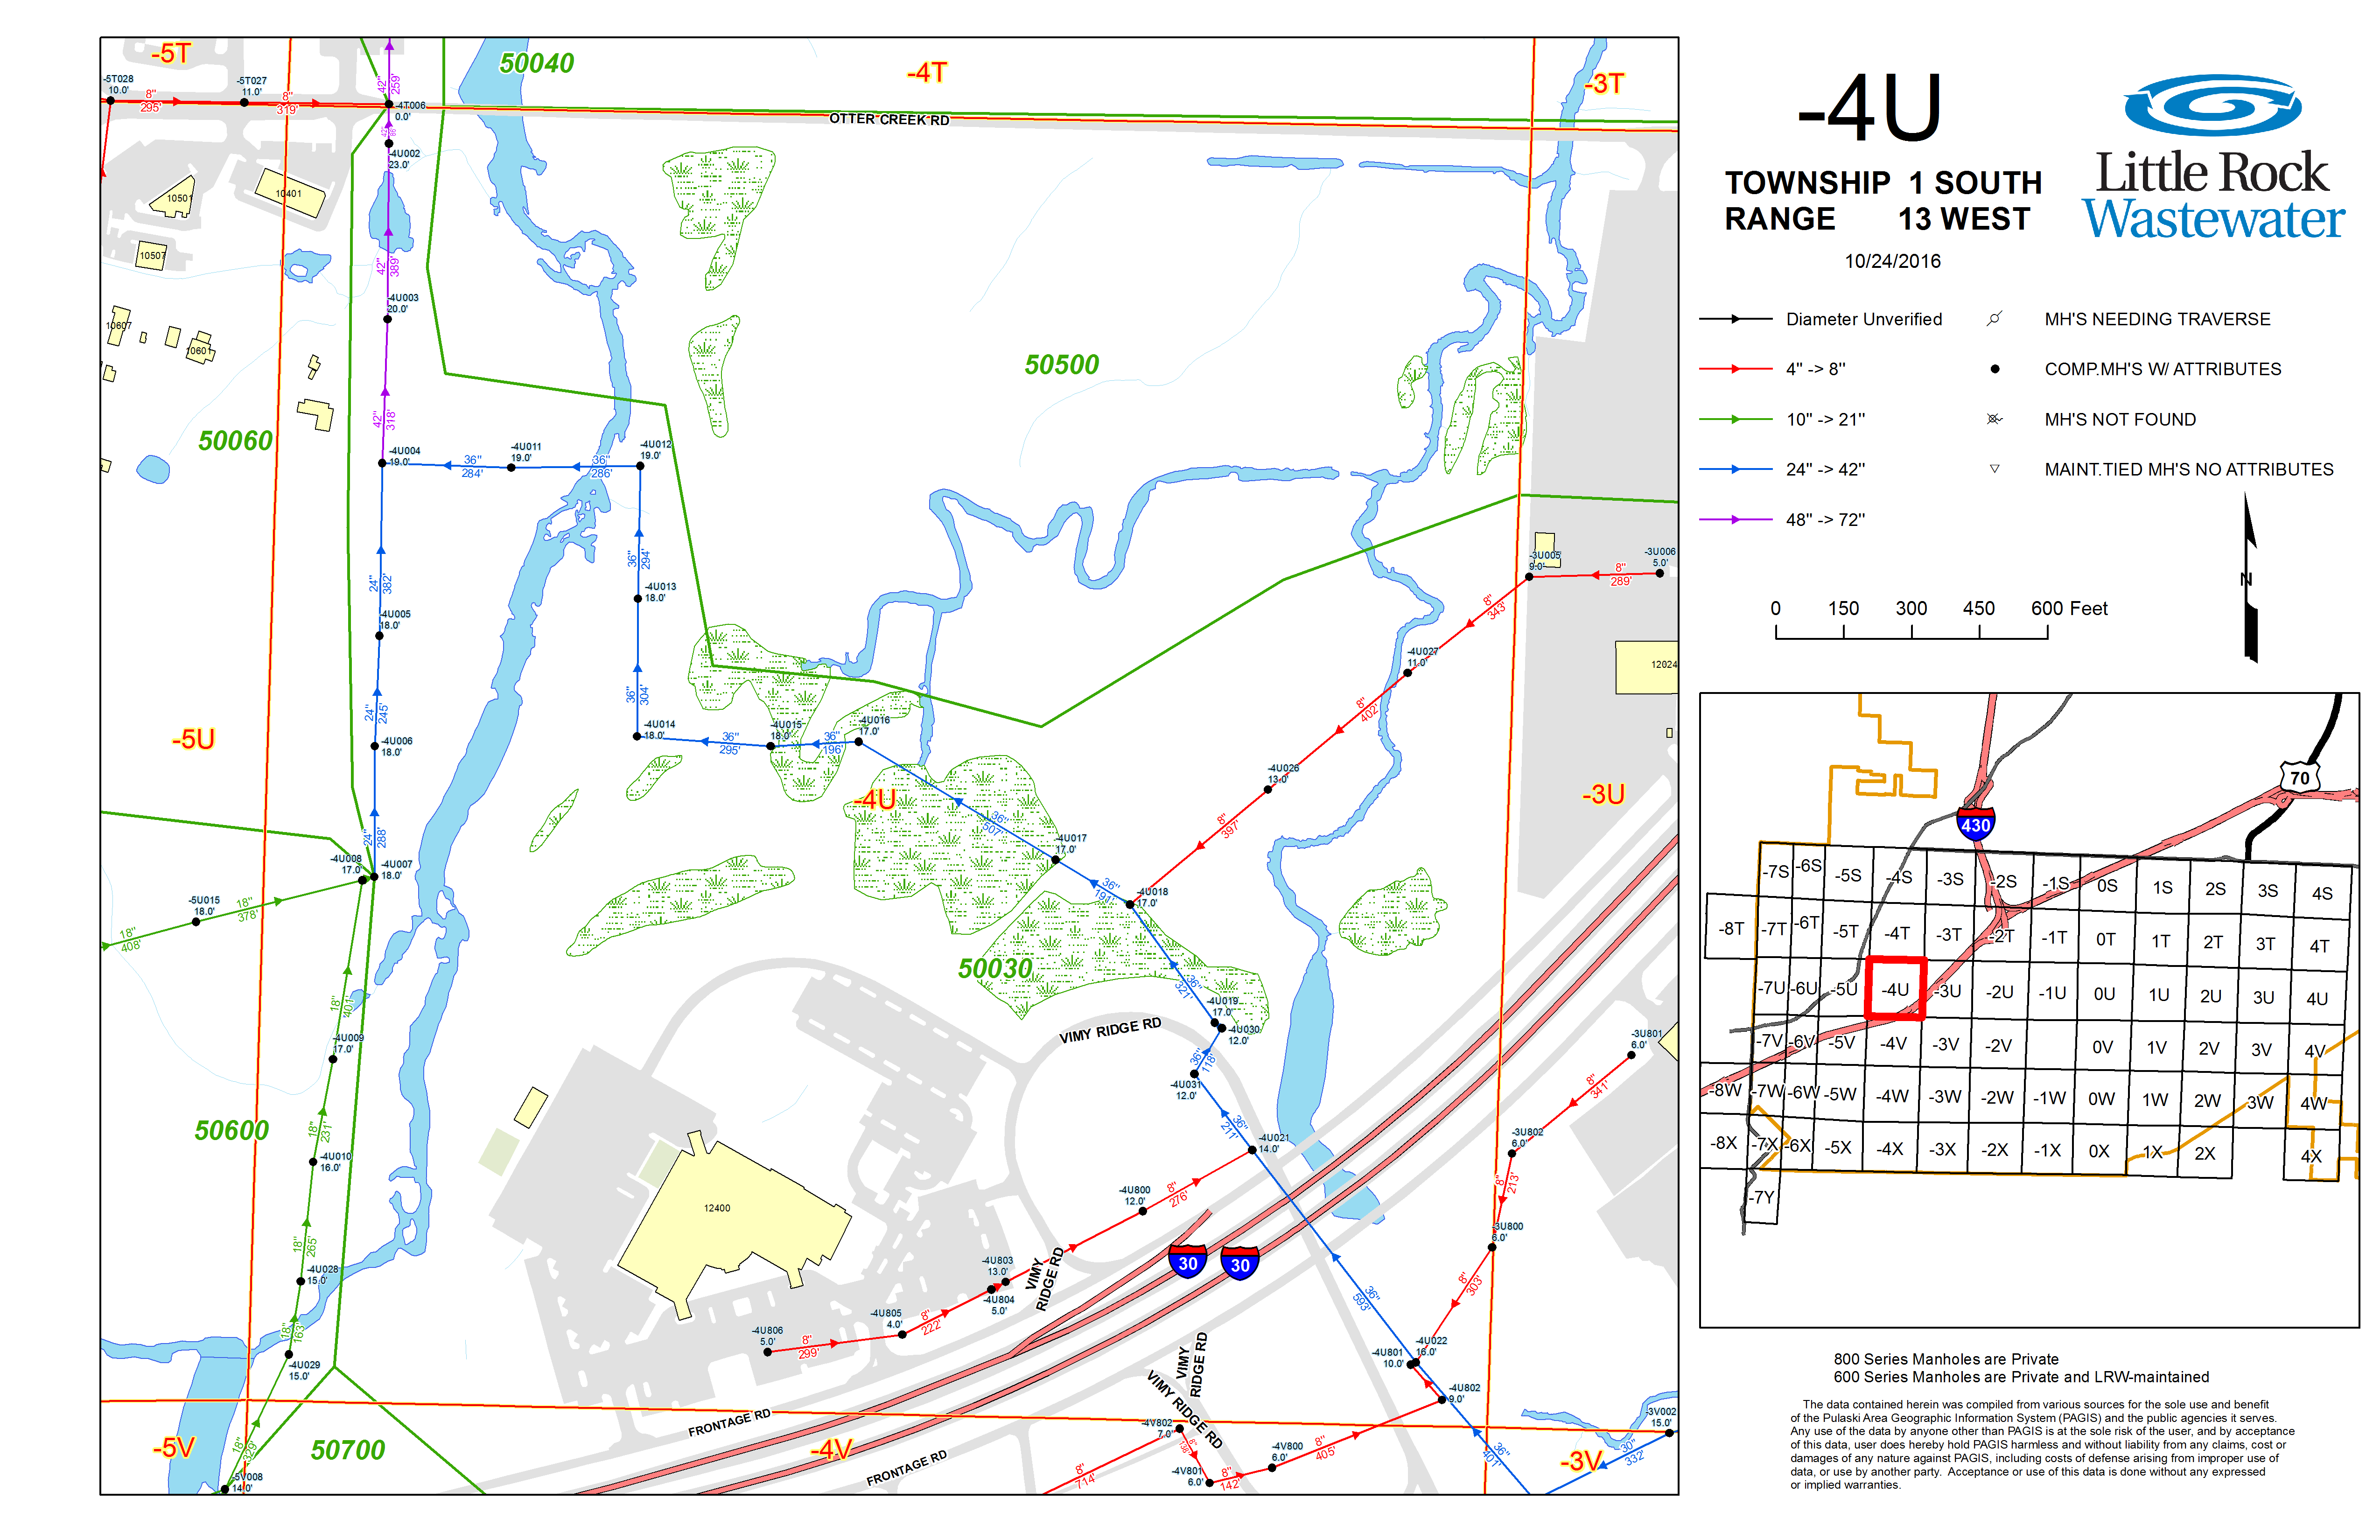 -5T
50040
-4T
-3T
-5T028
10.0'
-5T027
11.0'
8"
295'
8"
319'
42"
259'
-4T006
0.0'
OTTER CREEK RD
-4U002
23.0'
10501
10401
10507
42"
389'
-4U003
20.0'
10607
10601
50500
42"
318'
50060
-4U004
19.0'
36"
284'
-4U011
19.0'
36"
286'
-4U012
19.0'
36"
294'
24"
382'
-4U013
18.0'
-4U005
18.0'
-3U005
9.0'
8"
289'
-3U006
5.0'
8"
343'
-4U027
11.0'
12024
36"
304'
24"
245'
-5U
-4U006
18.0'
-4U014
18.0'
36"
295'
-4U015
18.0'
36"
196'
-4U016
17.0'
8"
402'
-4U026
13.0'
-4U
-3U
36"
507'
8"
397'
24"
288'
-4U017
17.0'
-4U008
17.0'
-4U007
18.0'
-5U015
18.0'
18"
378'
18"
408'
36"
191'
-4U018
17.0'
50030
36"
321'
-4U019
17.0'
-4U030
12.0'
18"
401'
-4U009
17.0'
VIMY RIDGE RD
36"
118'
-4U031
12.0'
-3U801
6.0'
8"
341'
50600
18"
231'
-4U010
16.0'
36"
211'
-4U021
14.0'
-3U802
6.0'
8"
213'
-4U800
12.0'
8"
276'
12400
-3U800
6.0'
18"
265'
-4U028
15.0'
-4U803
13.0'
-4U804
5.0'
VIMY
RIDGE RD
30
30
8"
303'
36"
593'
18"
163'
-4U029
15.0'
-4U806
5.0'
8"
299'
-4U805
4.0'
8"
222'
-4U801
10.0'
-4U022
16.0'
-4U802
9.0'
VIMY
RIDGE RD
VIMY RIDGE RD
FRONTAGE RD
FRONTAGE RD
-5V
50700
-4V
-3V
18"
329'
-5V008
14.0'
8"
714'
-4V802
7.0'
8"
138'
-4V801
6.0'
8"
142'
-4V800
6.0'
8"
405'
36"
401'
30"
332'
-3V002
15.0'
-4U
TOWNSHIP 1 SOUTH
RANGE 13 WEST
10/24/2016
Little Rock
Wastewater
Diameter Unverified
4" -> 8"
10" -> 21"
24" -> 42"
48" -> 72"
MH'S NEEDING TRAVERSE
COMP.MH'S W/ ATTRIBUTES
MH'S NOT FOUND
MAINT.TIED MH'S NO ATTRIBUTES
N
0 150 300 450 600 Feet
70
430
-7S -6S -5S -4S -3S -2S -1S 0S 1S 2S 3S 4S
-8T -7T -6T -5T -4T -3T -2T -1T 0T 1T 2T 3T 4T
-7U -6U -5U -4U -3U -2U -1U 0U 1U 2U 3U 4U
-7V -6V -5V -4V -3V -2V 0V 1V 2V 3V 4V
-8W -7W -6W -5W -4W -3W -2W -1W 0W 1W 2W 3W 4W
-8X -7X -6X -5X -4X -3X -2X -1X 0X 1X 2X 4X
-7Y
800 Series Manholes are Private
600 Series Manholes are Private and LRW-maintained
The data contained herein was compiled from various sources for the sole use and benefit
of the Pulaski Area Geographic Information System (PAGIS) and the public agencies it serves.
Any use of the data by anyone other than PAGIS is at the sole risk of the user, and by acceptance
of this data, user does hereby hold PAGIS harmless and without liability from any claims, cost or
damages of any nature against PAGIS, including costs of defense arising from improper use of
data, or use by another party. Acceptance or use of this data is done without any expressed
or implied warranties.